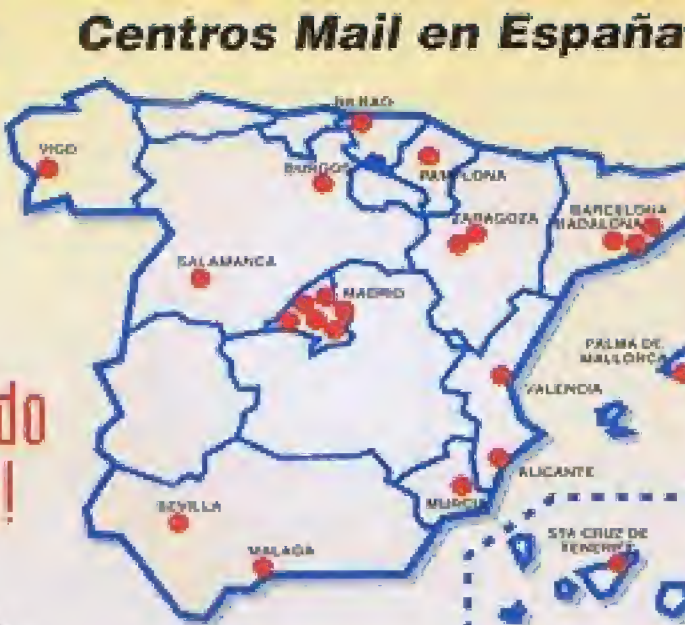 Centros Mail en España
BILBAO
VIGO
BURGOS
PAMPLONA
ZARAGOZA
BARCELONA
BADALONA
SALAMANCA
MADRID
PALMA DE
MALLORCA
do
VALENCIA
!
ALICANTE
MURCIA
SEVILLA
STA CRUZ DE
TENERIFE
MALAGA